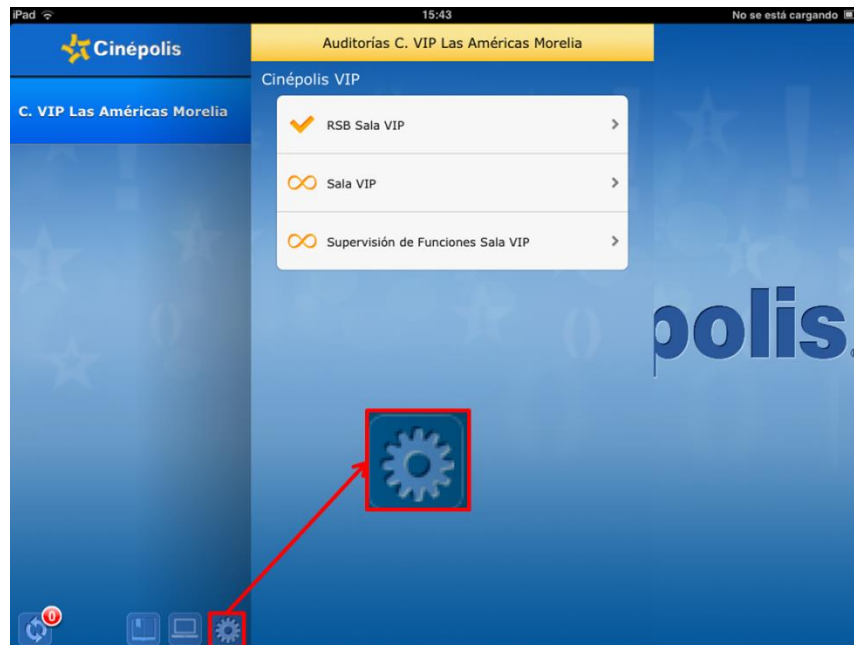 iPad 15:43 No se está cargando
Cinépolis
Auditorías C. VIP Las Américas Morelia
Cinépolis VIP
C. VIP Las Américas Morelia
RSB Sala VIP
Sala VIP
Supervisión de Funciones Sala VIP
polis
0